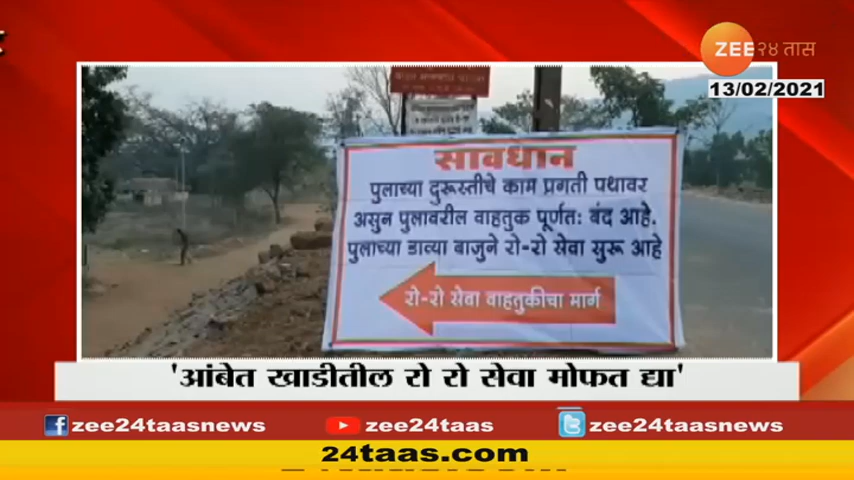 ZEE २४ तास
13/02/2021
सावधान
पुलाच्या दुरूस्तीचे काम प्रगती पथावर
असुन पुलावरील वाहतुक पूर्णतः बंद आहे.
पुलाच्या डाव्या बाजुने रो-रो सेवा सुरू आहे
रो-रो सेवा वाहतुकीचा मार्ग
'आंबेत खाडीतील रो रो सेवा मोफत द्या'
zee24taasnews zee24taas zee24taasnews
24taas.com